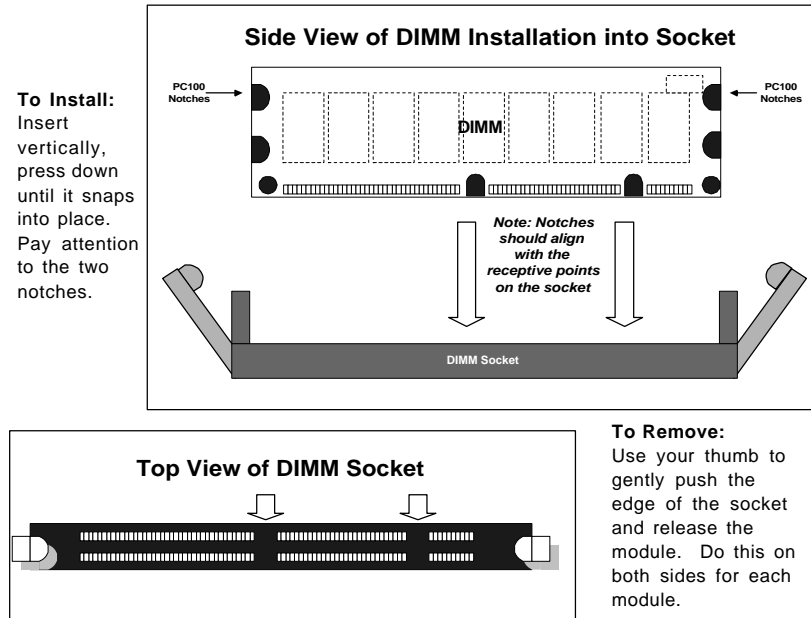 Side View of DIMM Installation into Socket
PC100
Notches
PC100
Notches
DIMM
To Install:
Insert
vertically,
press down
until it snaps
into place.
Pay attention
to the two
notches.
Note: Notches
should align
with the
receptive points
on the socket
DIMM Socket
Top View of DIMM Socket
To Remove:
Use your thumb to
gently push the
edge of the socket
and release the
module. Do this on
both sides for each
module.